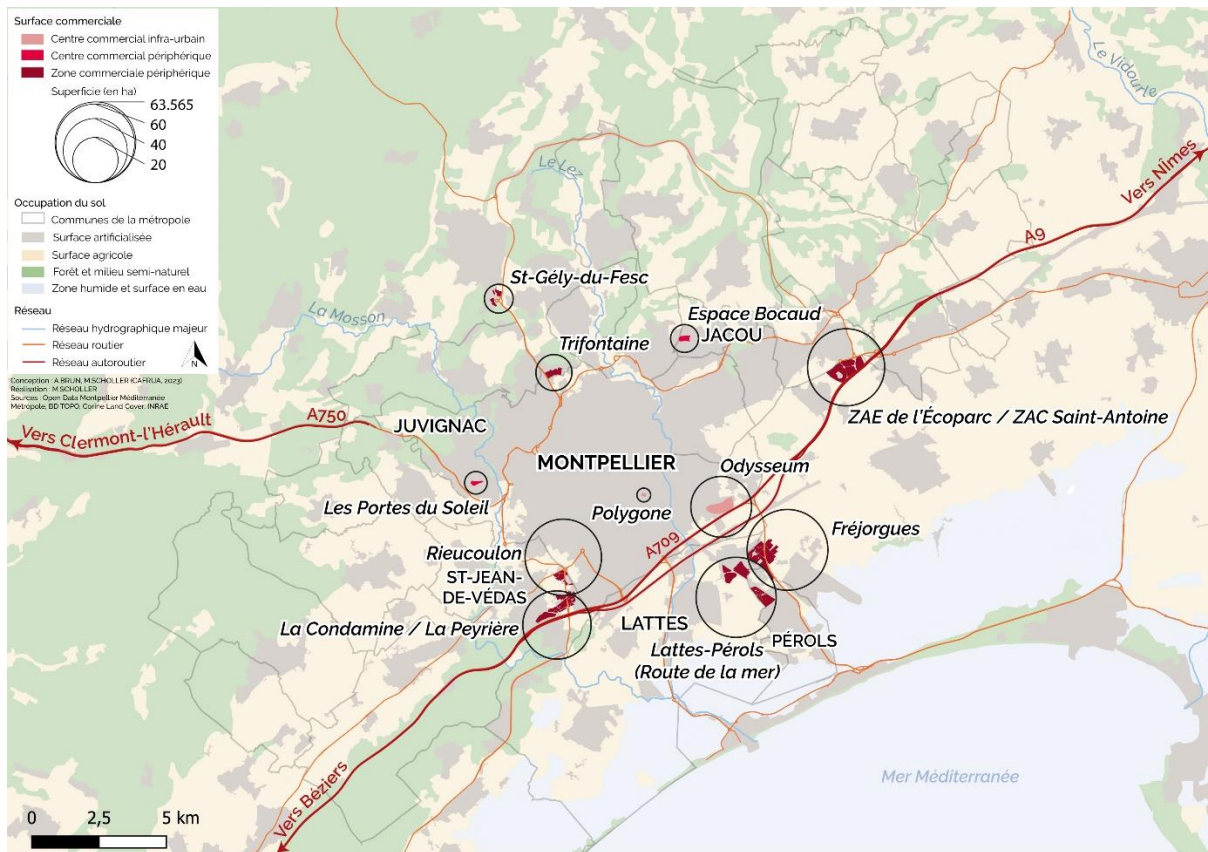 Surface commerciale
Centre commercial infra-urbain
Centre commercial périphérique
Zone commerciale périphérique
Superficie (en ha)
63.565
60
40
20
Occupation du sol
Communes de la métropole
Surface artificialisée
Surface agricole
Forêt et milieu semi-naturel
Zone humide et surface en eau
Réseau
Réseau hydrographique majeur
Réseau routier
Réseau autoroutier
N
Conception : A.BRUN, M.SCHOLLER (CAFRUA, 2023)
Réalisation : M.SCHOLLER
Sources : Open Data Montpellier Méditerranée
Métropole, BD TOPO, Corine Land Cover, INRAE
Le Vidourle
Vers Nîmes
A9
Le Lez
St-Gély-du-Fesc
La Mosson
Espace Bocaud
JACOU
Trifontaine
ZAE de l'Écoparc / ZAC Saint-Antoine
A750
Vers Clermont-l'Hérault
JUVIGNAC
MONTPELLIER
Odysseum
Les Portes du Soleil
Polygone
Fréjorgues
A709
Rieucoulon
ST-JEAN-
DE-VÉDAS
La Condamine / La Peyrière
LATTES
PÉROLS
Lattes-Pérols
(Route de la mer)
Vers Béziers
Mer Méditerranée
0 2,5 5 km